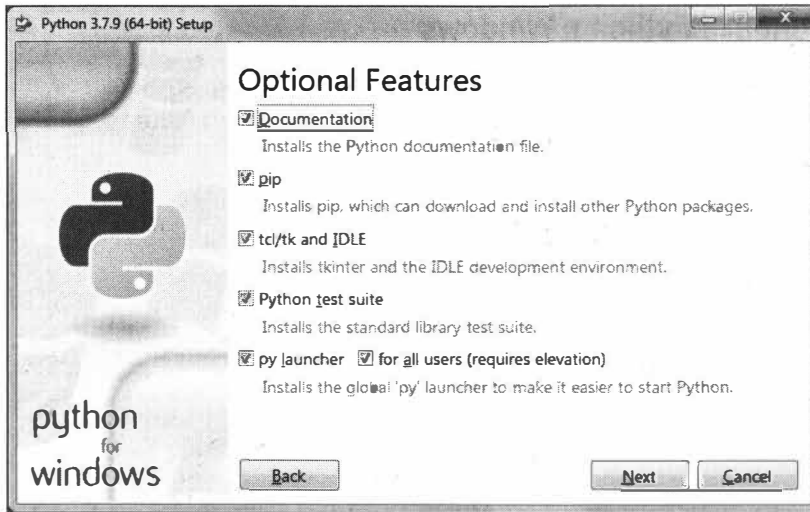 Python 3.7.9 (64-bit) Setup
Optional Features
Documentation
Installs the Python documentation file.
pip
Installs pip, which can download and install other Python packages.
tcl/tk and IDLE
Installs tkinter and the IDLE development environment.
Python test suite
Installs the standard library test suite.
py launcher for all users (requires elevation)
Installs the global 'py' launcher to make it easier to start Python.
python
for
windows
Back Next Cancel